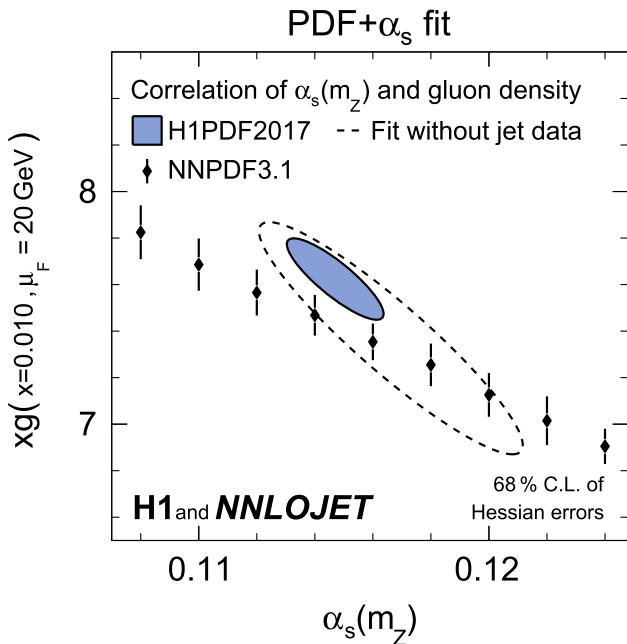 PDF+αs fit
Correlation of αs(mZ) and gluon density
H1PDF2017 Fit without jet data
NNPDF3.1
8
7
xg( x=0.010 , μF = 20 GeV)
68 % C.L. of
Hessian errors
H1 and NNLOJET
0.11 0.12
αs(mZ)